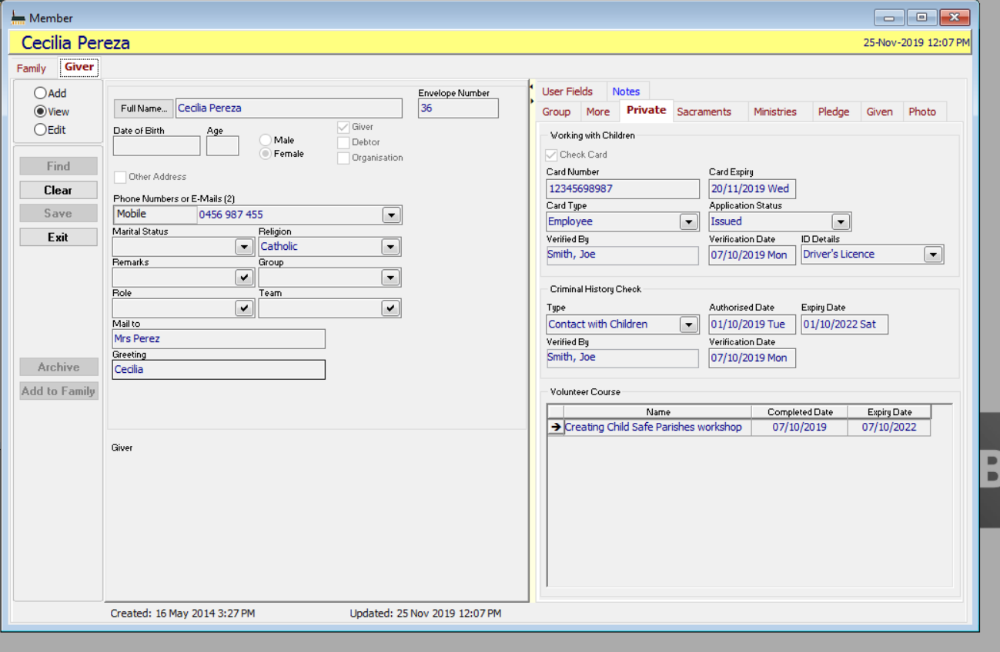 Member
Cecilia Pereza
25-Nov-2019 12:07 PM
Family Giver
Add
View
Edit
Find
Clear
Save
Exit
Archive
Add to Family
Full Name... Cecilia Pereza
Envelope Number
36
Date of Birth Age
Male
Female
Giver
Debtor
Organisation
Other Address
Phone Numbers or E-Mails (2)
Mobile 0456 987 455
Marital Status Religion
Catholic
Remarks Group
Role Team
Mail to
Mrs Perez
Greeting
Cecilia
Giver
Created: 16 May 2014 3:27 PM Updated: 25 Nov 2019 12:07 PM
User Fields Notes
Group More Private Sacraments Ministries Pledge Given Photo
Working with Children
Check Card
Card Number Card Expiry
12345698987 20/11/2019 Wed
Card Type Application Status
Employee Issued
Verified By Verification Date ID Details
Smith, Joe 07/10/2019 Mon Driver's Licence
Criminal History Check
Type Authorised Date Expiry Date
Contact with Children 01/10/2019 Tue 01/10/2022 Sat
Verified By Verification Date
Smith, Joe 07/10/2019 Mon
Volunteer Course
Name Completed Date Expiry Date
Creating Child Safe Parishes workshop 07/10/2019 07/10/2022
B